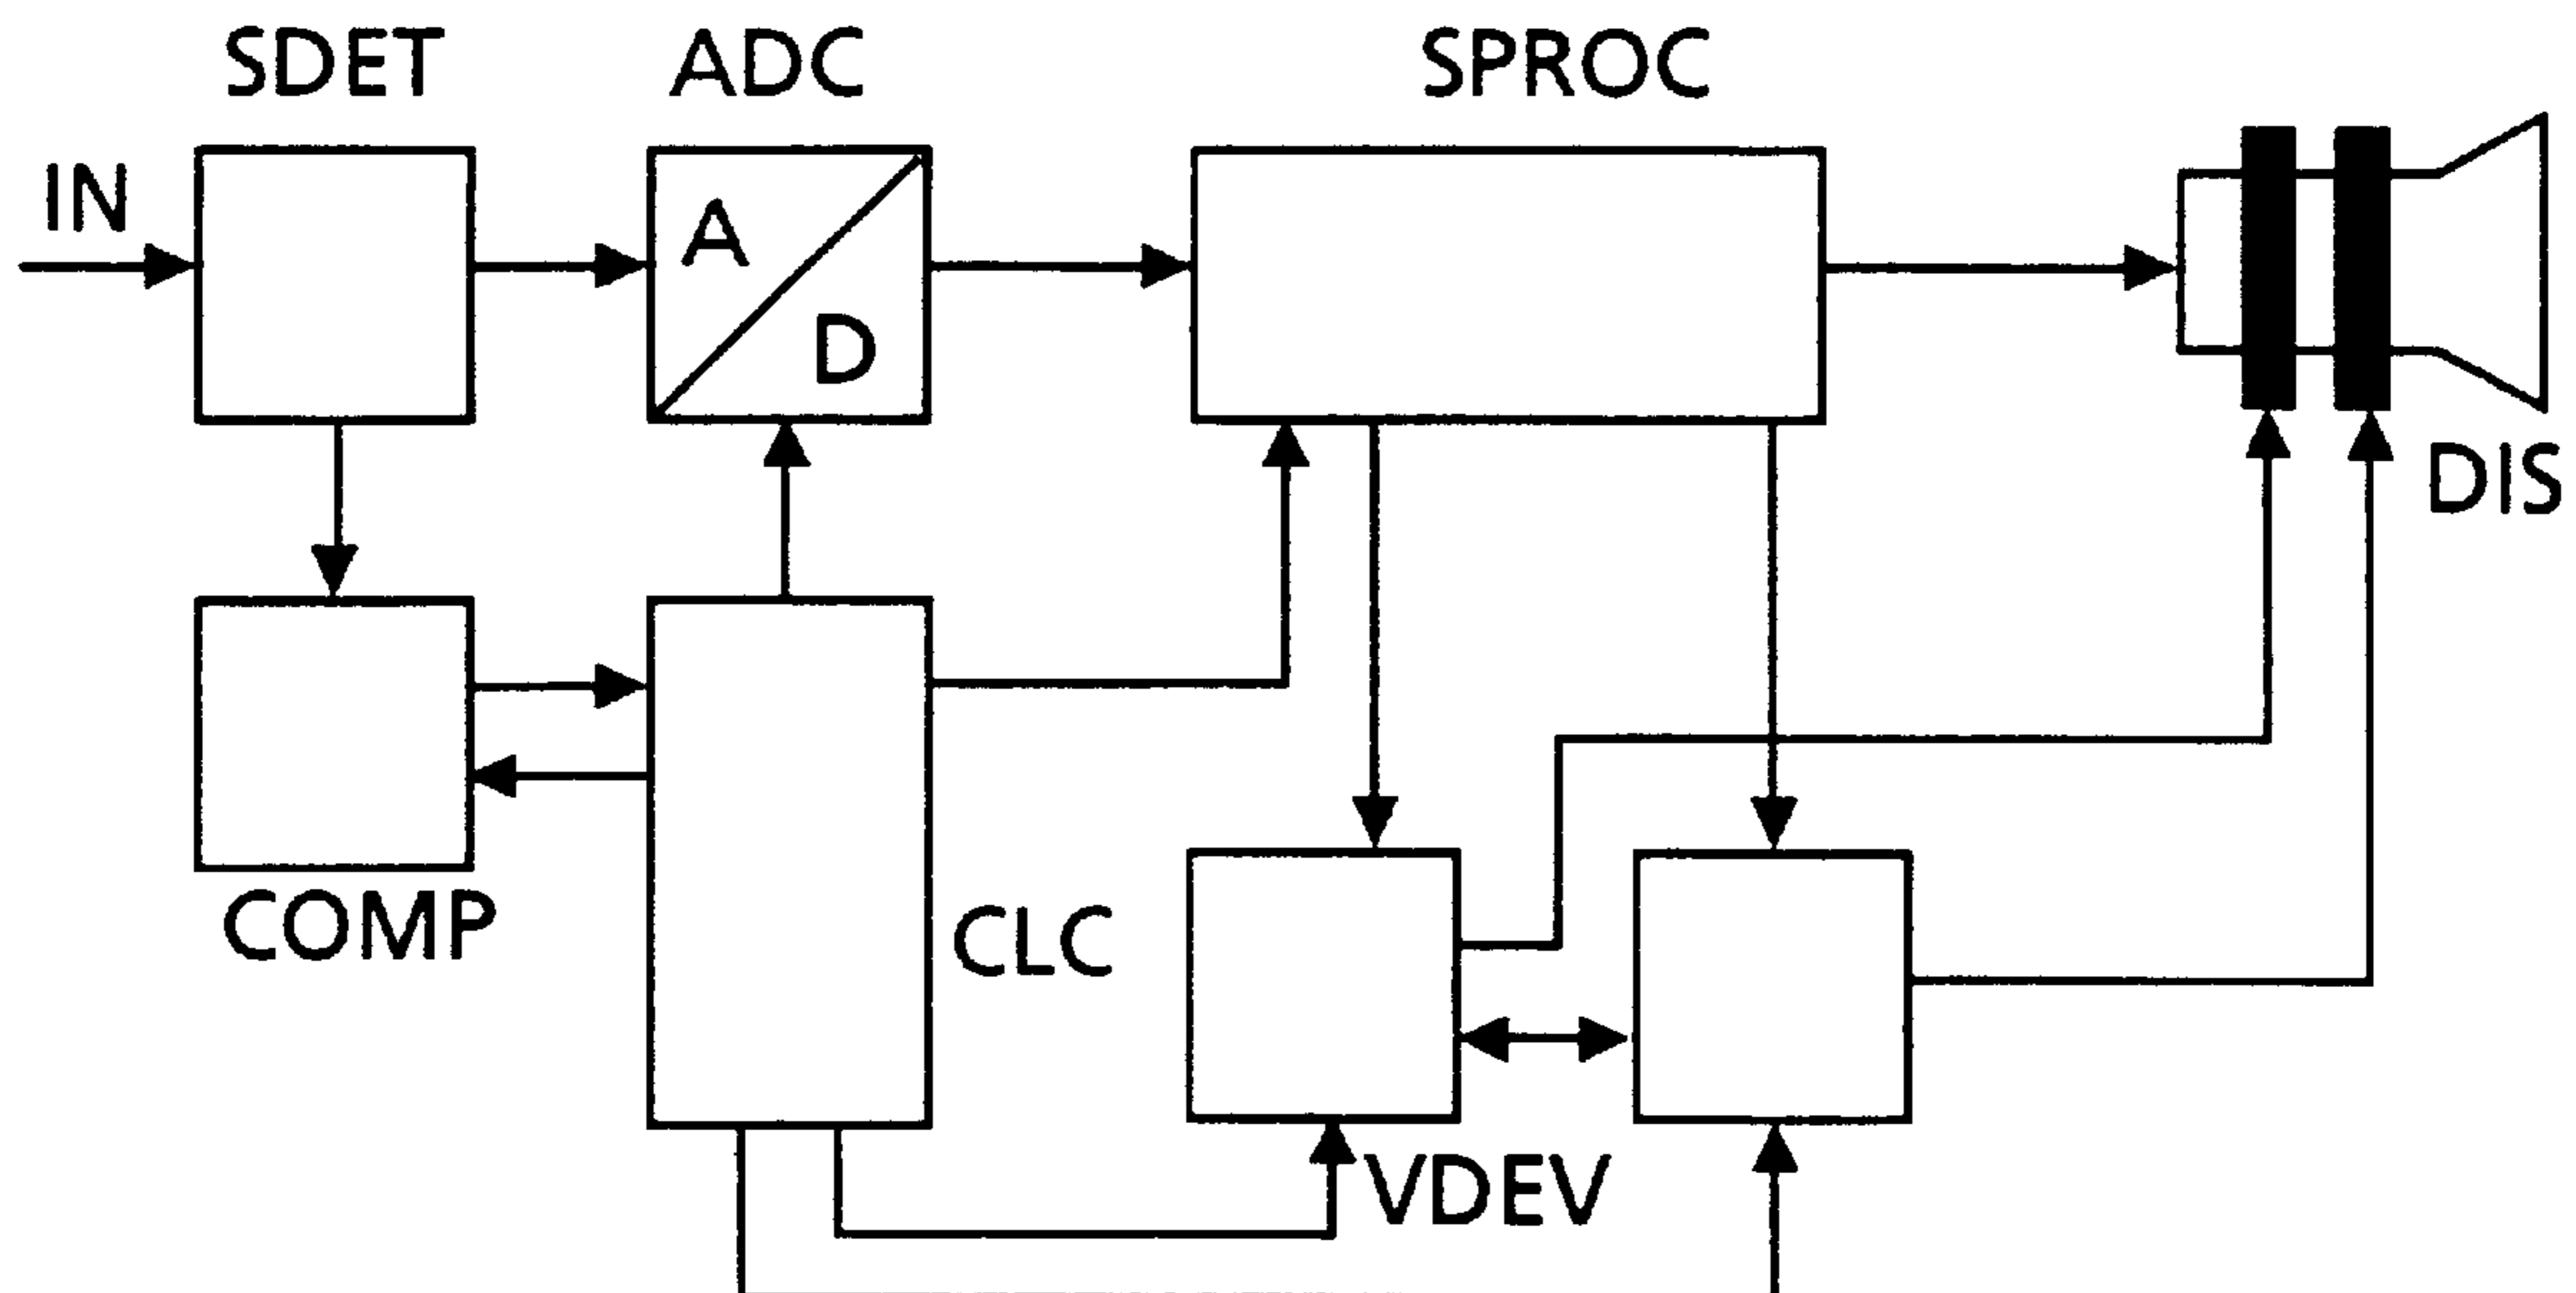 SDET
ADC
SPROC
IN
A
D
DIS
COMP
CLC
VDEV